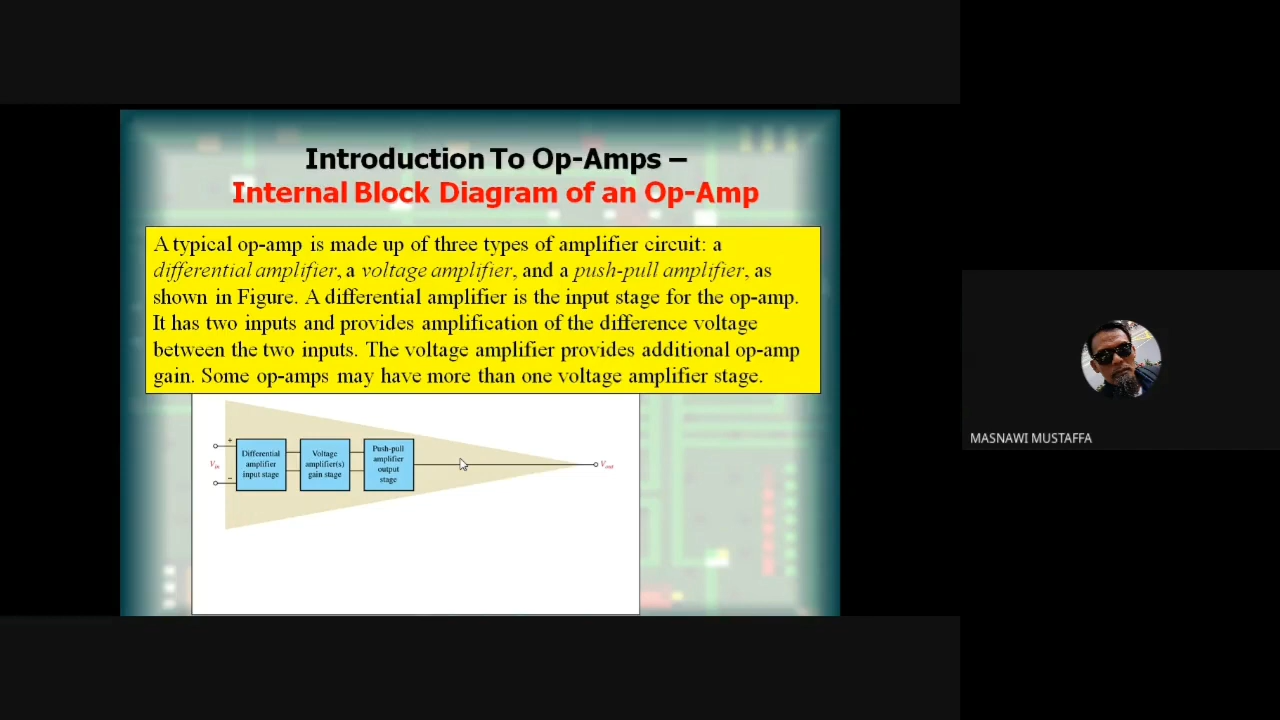 Introduction To Op-Amps –
Internal Block Diagram of an Op-Amp
A typical op-amp is made up of three types of amplifier circuit: a
differential amplifier, a voltage amplifier, and a push-pull amplifier, as
shown in Figure. A differential amplifier is the input stage for the op-amp.
It has two inputs and provides amplification of the difference voltage
between the two inputs. The voltage amplifier provides additional op-amp
gain. Some op-amps may have more than one voltage amplifier stage.
+
Vin
−
Differential
amplifier
input stage
Voltage
amplifier(s)
gain stage
Push-pull
amplifier
output
stage
Vout
MASNAWI MUSTAFFA